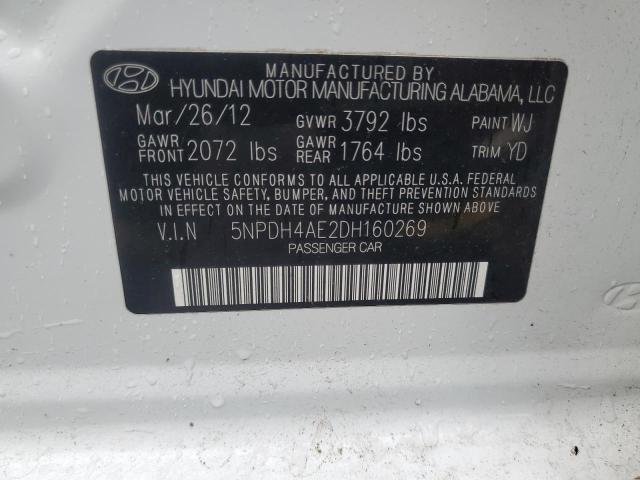 MANUFACTURED BY
HYUNDAI MOTOR MANUFACTURING ALABAMA, LLC
Mar/26/12 GVWR 3792 lbs PAINT WJ
GAWR FRONT 2072 lbs GAWR REAR 1764 lbs TRIM YD
THIS VEHICLE CONFORMS TO ALL APPLICABLE U.S.A. FEDERAL
MOTOR VEHICLE SAFETY, BUMPER, AND THEFT PREVENTION STANDARDS
IN EFFECT ON THE DATE OF MANUFACTURE SHOWN ABOVE.
V.I.N 5NPDH4AE2DH160269
PASSENGER CAR